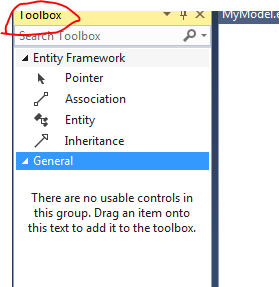 Toolbox
MyModel.e
Search Toolbox
Entity Framework
Pointer
Association
Entity
Inheritance
General
There are no usable controls in
this group. Drag an item onto
this text to add it to the toolbox.